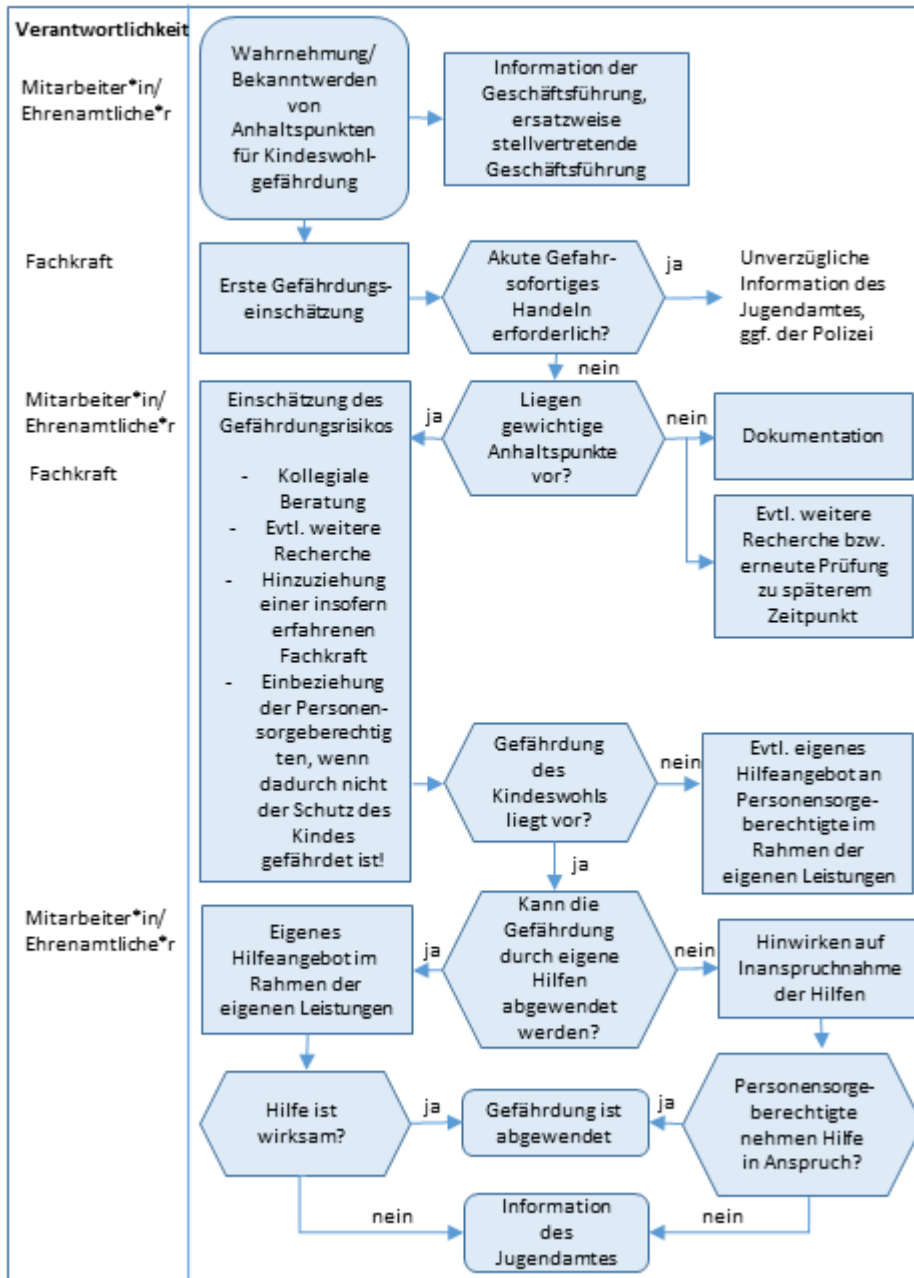 Verantwortlichkeit
Mitarbeiter*in/
Ehrenamtliche*r
Wahrnehmung/
Bekanntwerden
von
Anhaltspunkten
für Kindeswohl-
gefährdung
Information der
Geschäftsführung,
ersatzweise
stellvertretende
Geschäftsführung
Fachkraft
Erste Gefährdungs-
einschätzung
Akute Gefahr-
sofortiges
Handeln
erforderlich?
ja
Unverzügliche
Information des
Jugendamtes,
ggf. der Polizei
nein
Mitarbeiter*in/
Ehrenamtliche*r
Fachkraft
Einschätzung des
Gefährdungsrisikos
- Kollegiale
Beratung
- Evtl. weitere
Recherche
- Hinzuziehung
einer insofern
erfahrenen
Fachkraft
- Einbeziehung
der Personen-
sorgeberechtig
ten, wenn
dadurch nicht
der Schutz des
Kindes
gefährdet ist!
ja
Liegen
gewichtige
Anhaltspunkte
vor?
nein
Dokumentation
Evtl. weitere
Recherche bzw.
erneute Prüfung
zu späterem
Zeitpunkt
Gefährdung
des
Kindeswohls
liegt vor?
nein
Evtl. eigenes
Hilfeangebot an
Personensorge-
berechtigte im
Rahmen der
eigenen Leistungen
ja
Mitarbeiter*in/
Ehrenamtliche*r
Eigenes
Hilfeangebot im
Rahmen der
eigenen Leistungen
ja
Kann die
Gefährdung
durch eigene
Hilfen
abgewendet
werden?
nein
Hinwirken auf
Inanspruchnahme
der Hilfen
Hilfe ist
wirksam?
ja
Gefährdung ist
abgewendet
ja
Personensorge-
berechtigte
nehmen Hilfe
in Anspruch?
nein
Information
des
Jugendamtes
nein